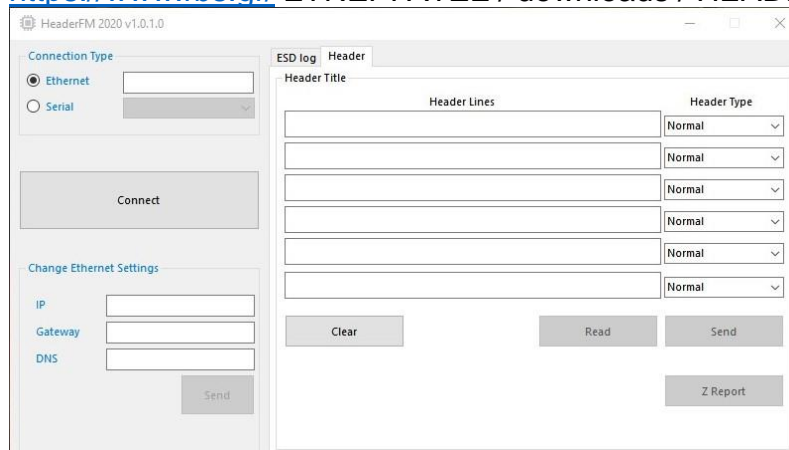 HeaderFM 2020 v1.0.1.0
Connection Type
Ethernet
Serial
Connect
Change Ethernet Settings
IP
Gateway
DNS
Send
ESD log Header
Header Title
Header Lines Header Type
Normal
Normal
Normal
Normal
Normal
Normal
Clear Read Send
Z Report